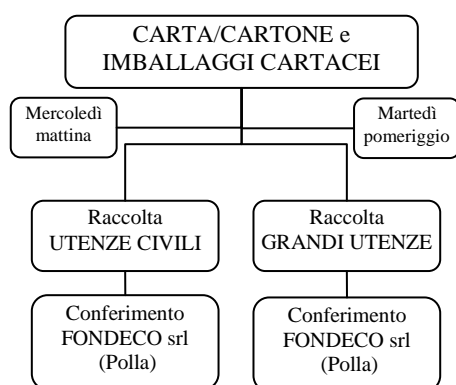 CARTA/CARTONE e
IMBALLAGGI CARTACEI
Mercoledì
mattina
Martedì
pomeriggio
Raccolta
UTENZE CIVILI
Raccolta
GRANDI UTENZE
Conferimento
FONDECO srl
(Polla)
Conferimento
FONDECO srl
(Polla)